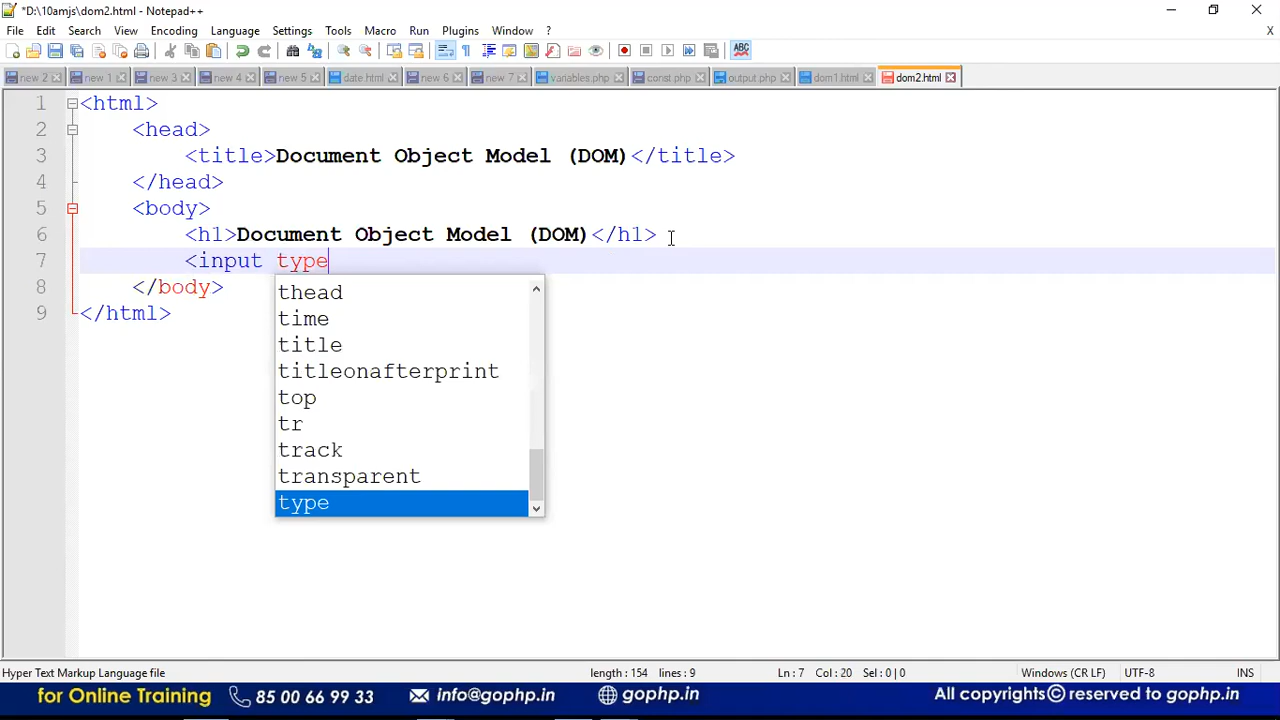 *D:\10amjs\dom2.html - Notepad++
File Edit Search View Encoding Language Settings Tools Macro Run Plugins Window ? X
new 2 new 1 new 3 new 4 new 5 date.html new 6 new 7 variables.php const.php output.php dom1.html dom2.html
1 <html>
2 <head>
3 <title>Document Object Model (DOM)</title>
4 </head>
5 <body>
6 <h1>Document Object Model (DOM)</h1>
7 <input type
8 </body>
9 </html>
thead
time
title
titleonafterprint
top
tr
track
transparent
type
Hyper Text Markup Language file length : 154 lines : 9 Ln : 7 Col : 20 Sel : 0 | 0 Windows (CR LF) UTF-8 INS
for Online Training 85 00 66 99 33 info@gophp.in gophp.in All copyrights© reserved to gophp.in